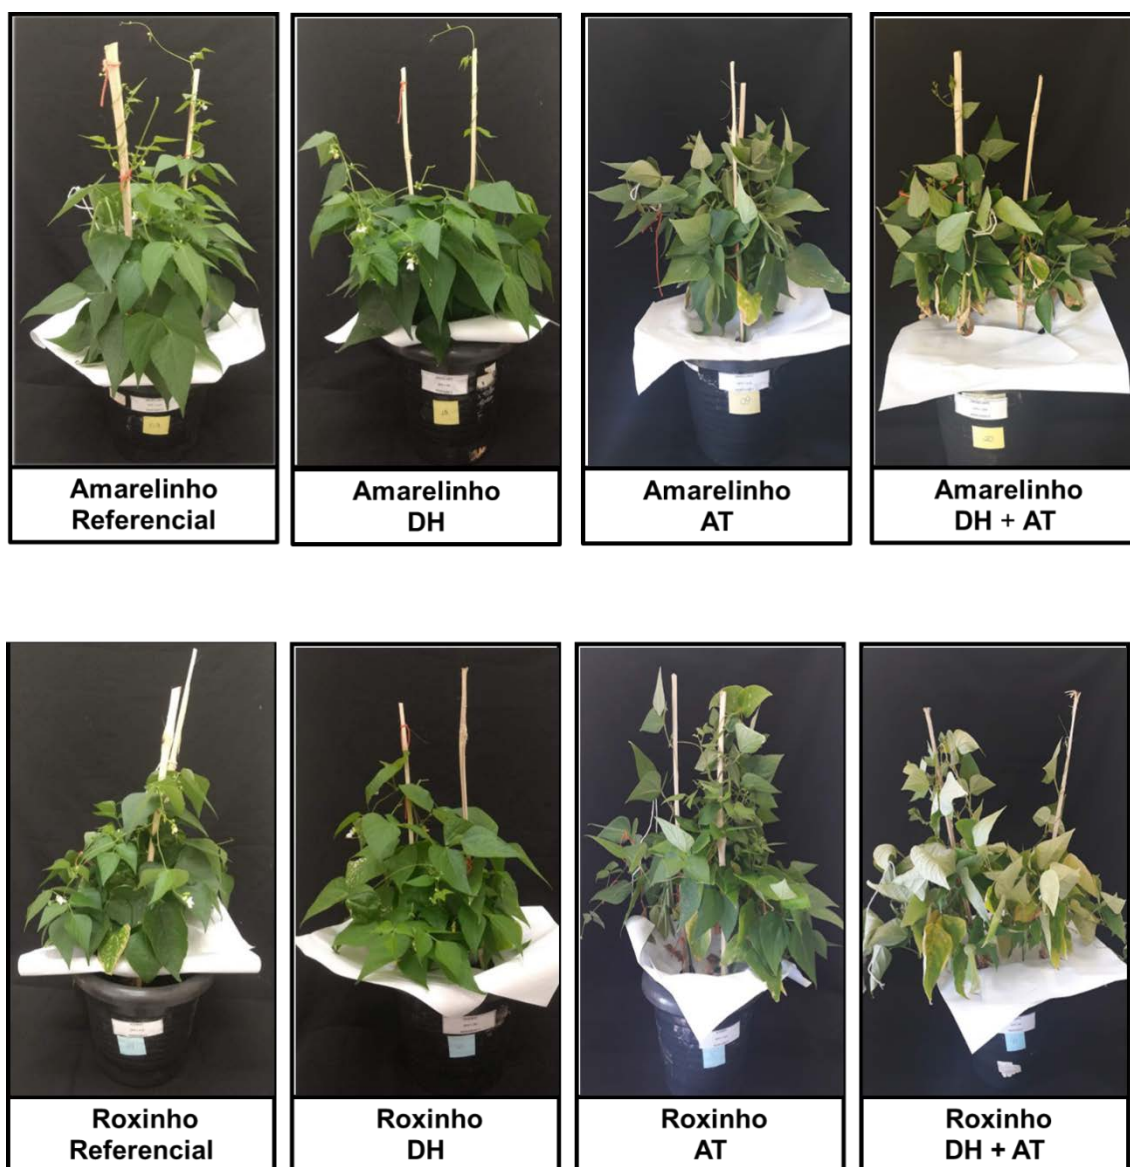 Amarelinho
Referencial
Amarelinho
DH
Amarelinho
AT
Amarelinho
DH + AT
Roxinho
Referencial
Roxinho
DH
Roxinho
AT
Roxinho
DH + AT